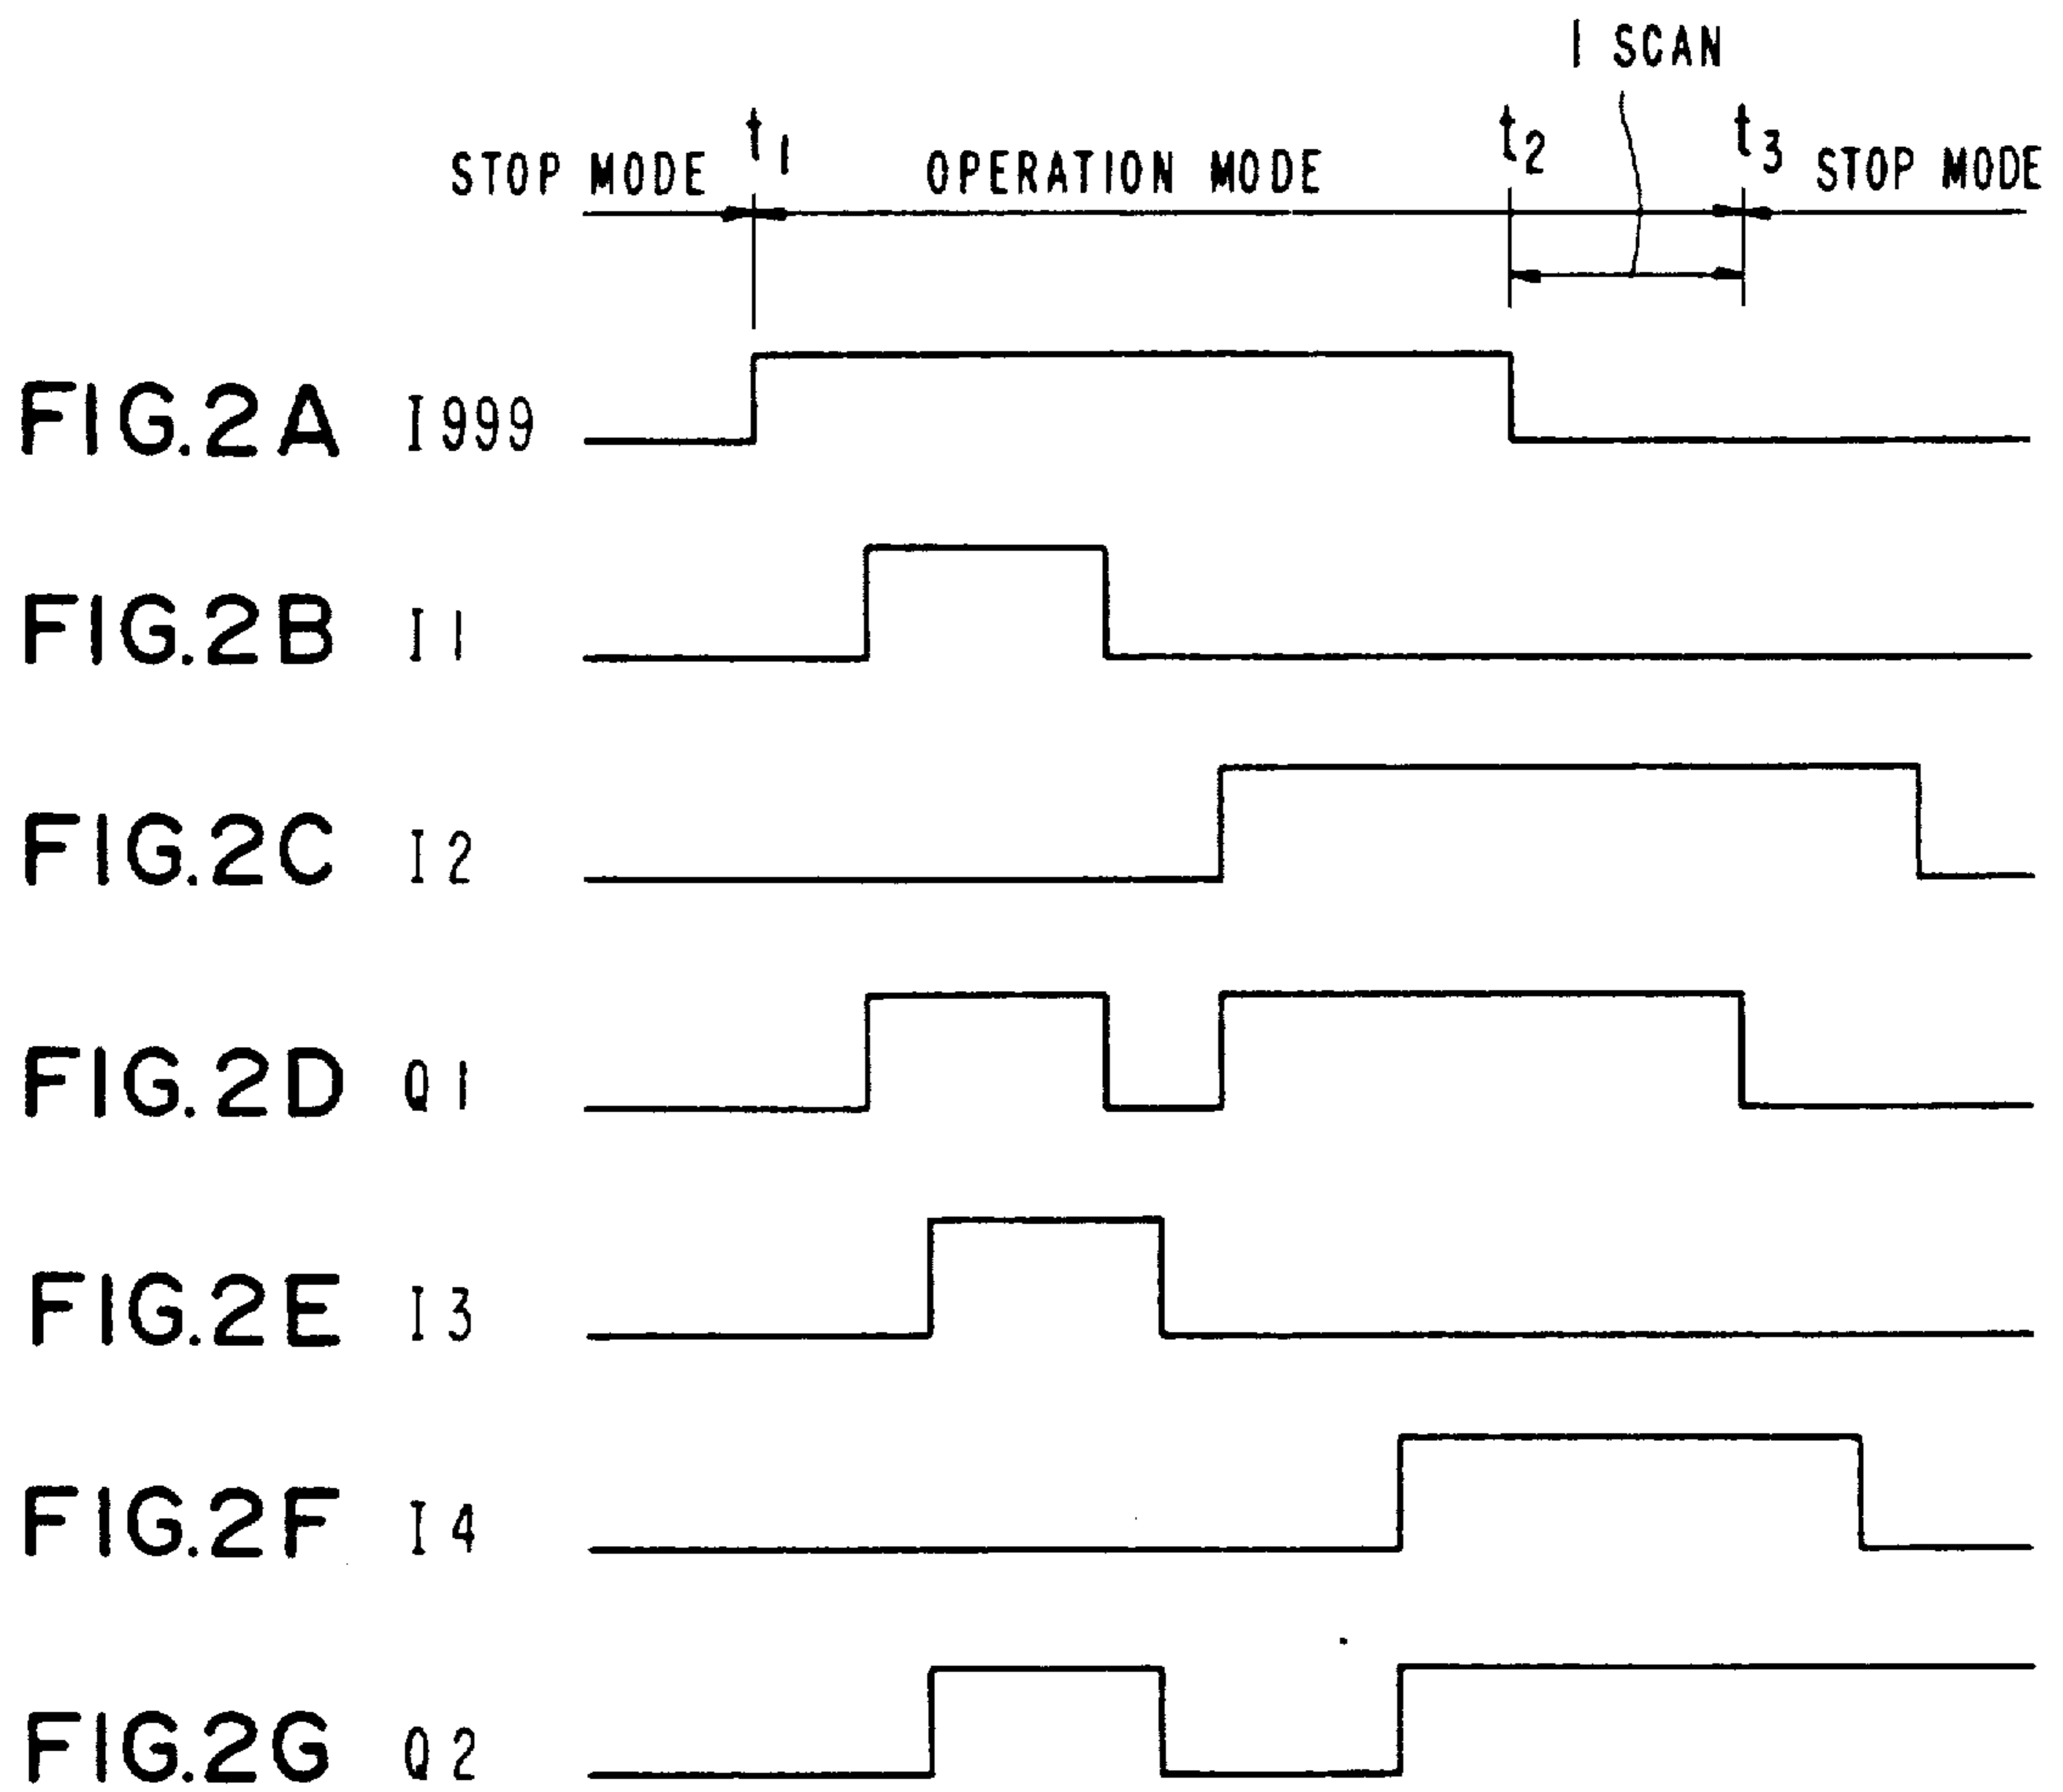 1 SCAN
STOP MODE t1 OPERATION MODE t2 t3 STOP MODE
FIG.2A I999
FIG.2B I1
FIG.2C I2
FIG.2D Q1
FIG.2E I3
FIG.2F I4
FIG.2G Q2